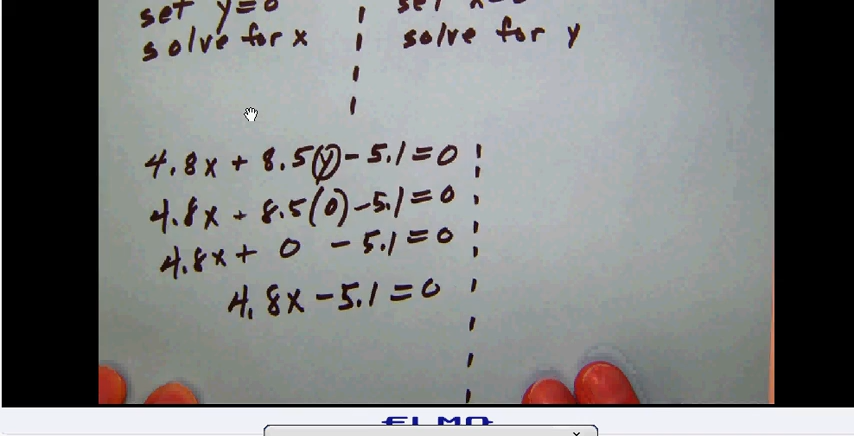 set y=0
solve for x
set x=0
solve for y
4.8x + 8.5(y) - 5.1 = 0
4.8x + 8.5(0) - 5.1 = 0
4.8x + 0 - 5.1 = 0
4.8x - 5.1 = 0
ELMO
x